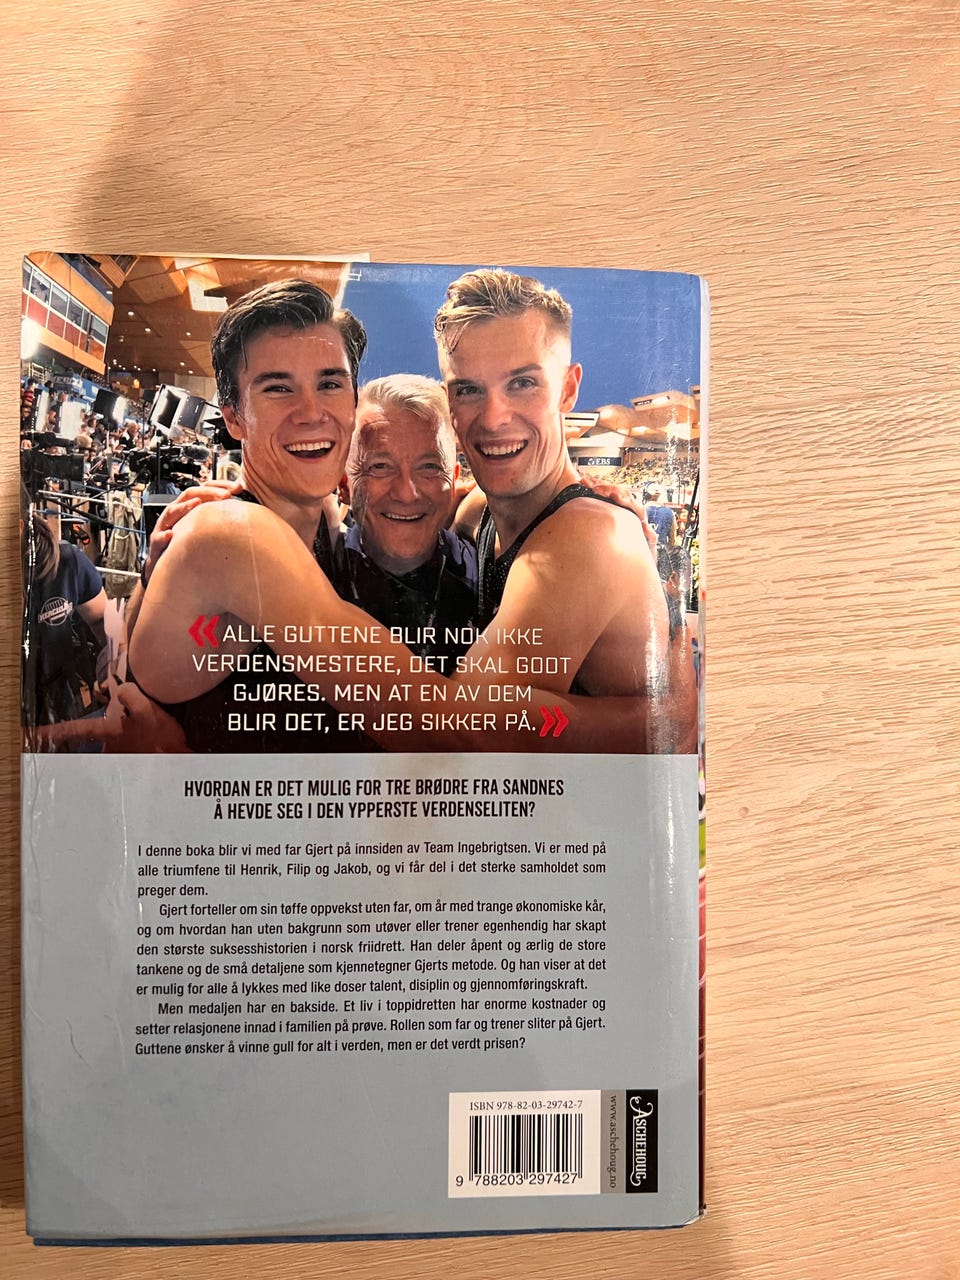 EBS
« ALLE GUTTENE BLIR NOK IKKE
VERDENSMESTERE, DET SKAL GODT
GJØRES. MEN AT EN AV DEM
BLIR DET, ER JEG SIKKER PÅ. »
HVORDAN ER DET MULIG FOR TRE BRØDRE FRA SANDNES
Å HEVDE SEG I DEN YPPERSTE VERDENSELITEN?
I denne boka blir vi med far Gjert på innsiden av Team Ingebrigtsen. Vi er med på
alle triumfene til Henrik, Filip og Jakob, og vi får del i det sterke samholdet som
preger dem.
Gjert forteller om sin tøffe oppvekst uten far, om år med trange økonomiske kår,
og om hvordan han uten bakgrunn som utøver eller trener egenhendig har skapt
den største suksesshistorien i norsk friidrett. Han deler åpent og ærlig de store
tankene og de små detaljene som kjennetegner Gjerts metode. Og han viser at det
er mulig for alle å lykkes med like doser talent, disiplin og gjennomføringskraft.
Men medaljen har en bakside. Et liv i toppidretten har enorme kostnader og
setter relasjonene innad i familien på prøve. Rollen som far og trener sliter på Gjert.
Guttene ønsker å vinne gull for alt i verden, men er det verdt prisen?
ISBN 978-82-03-29742-7
9 788203 297427
www.aschehoug.no
ASCHEHOUG